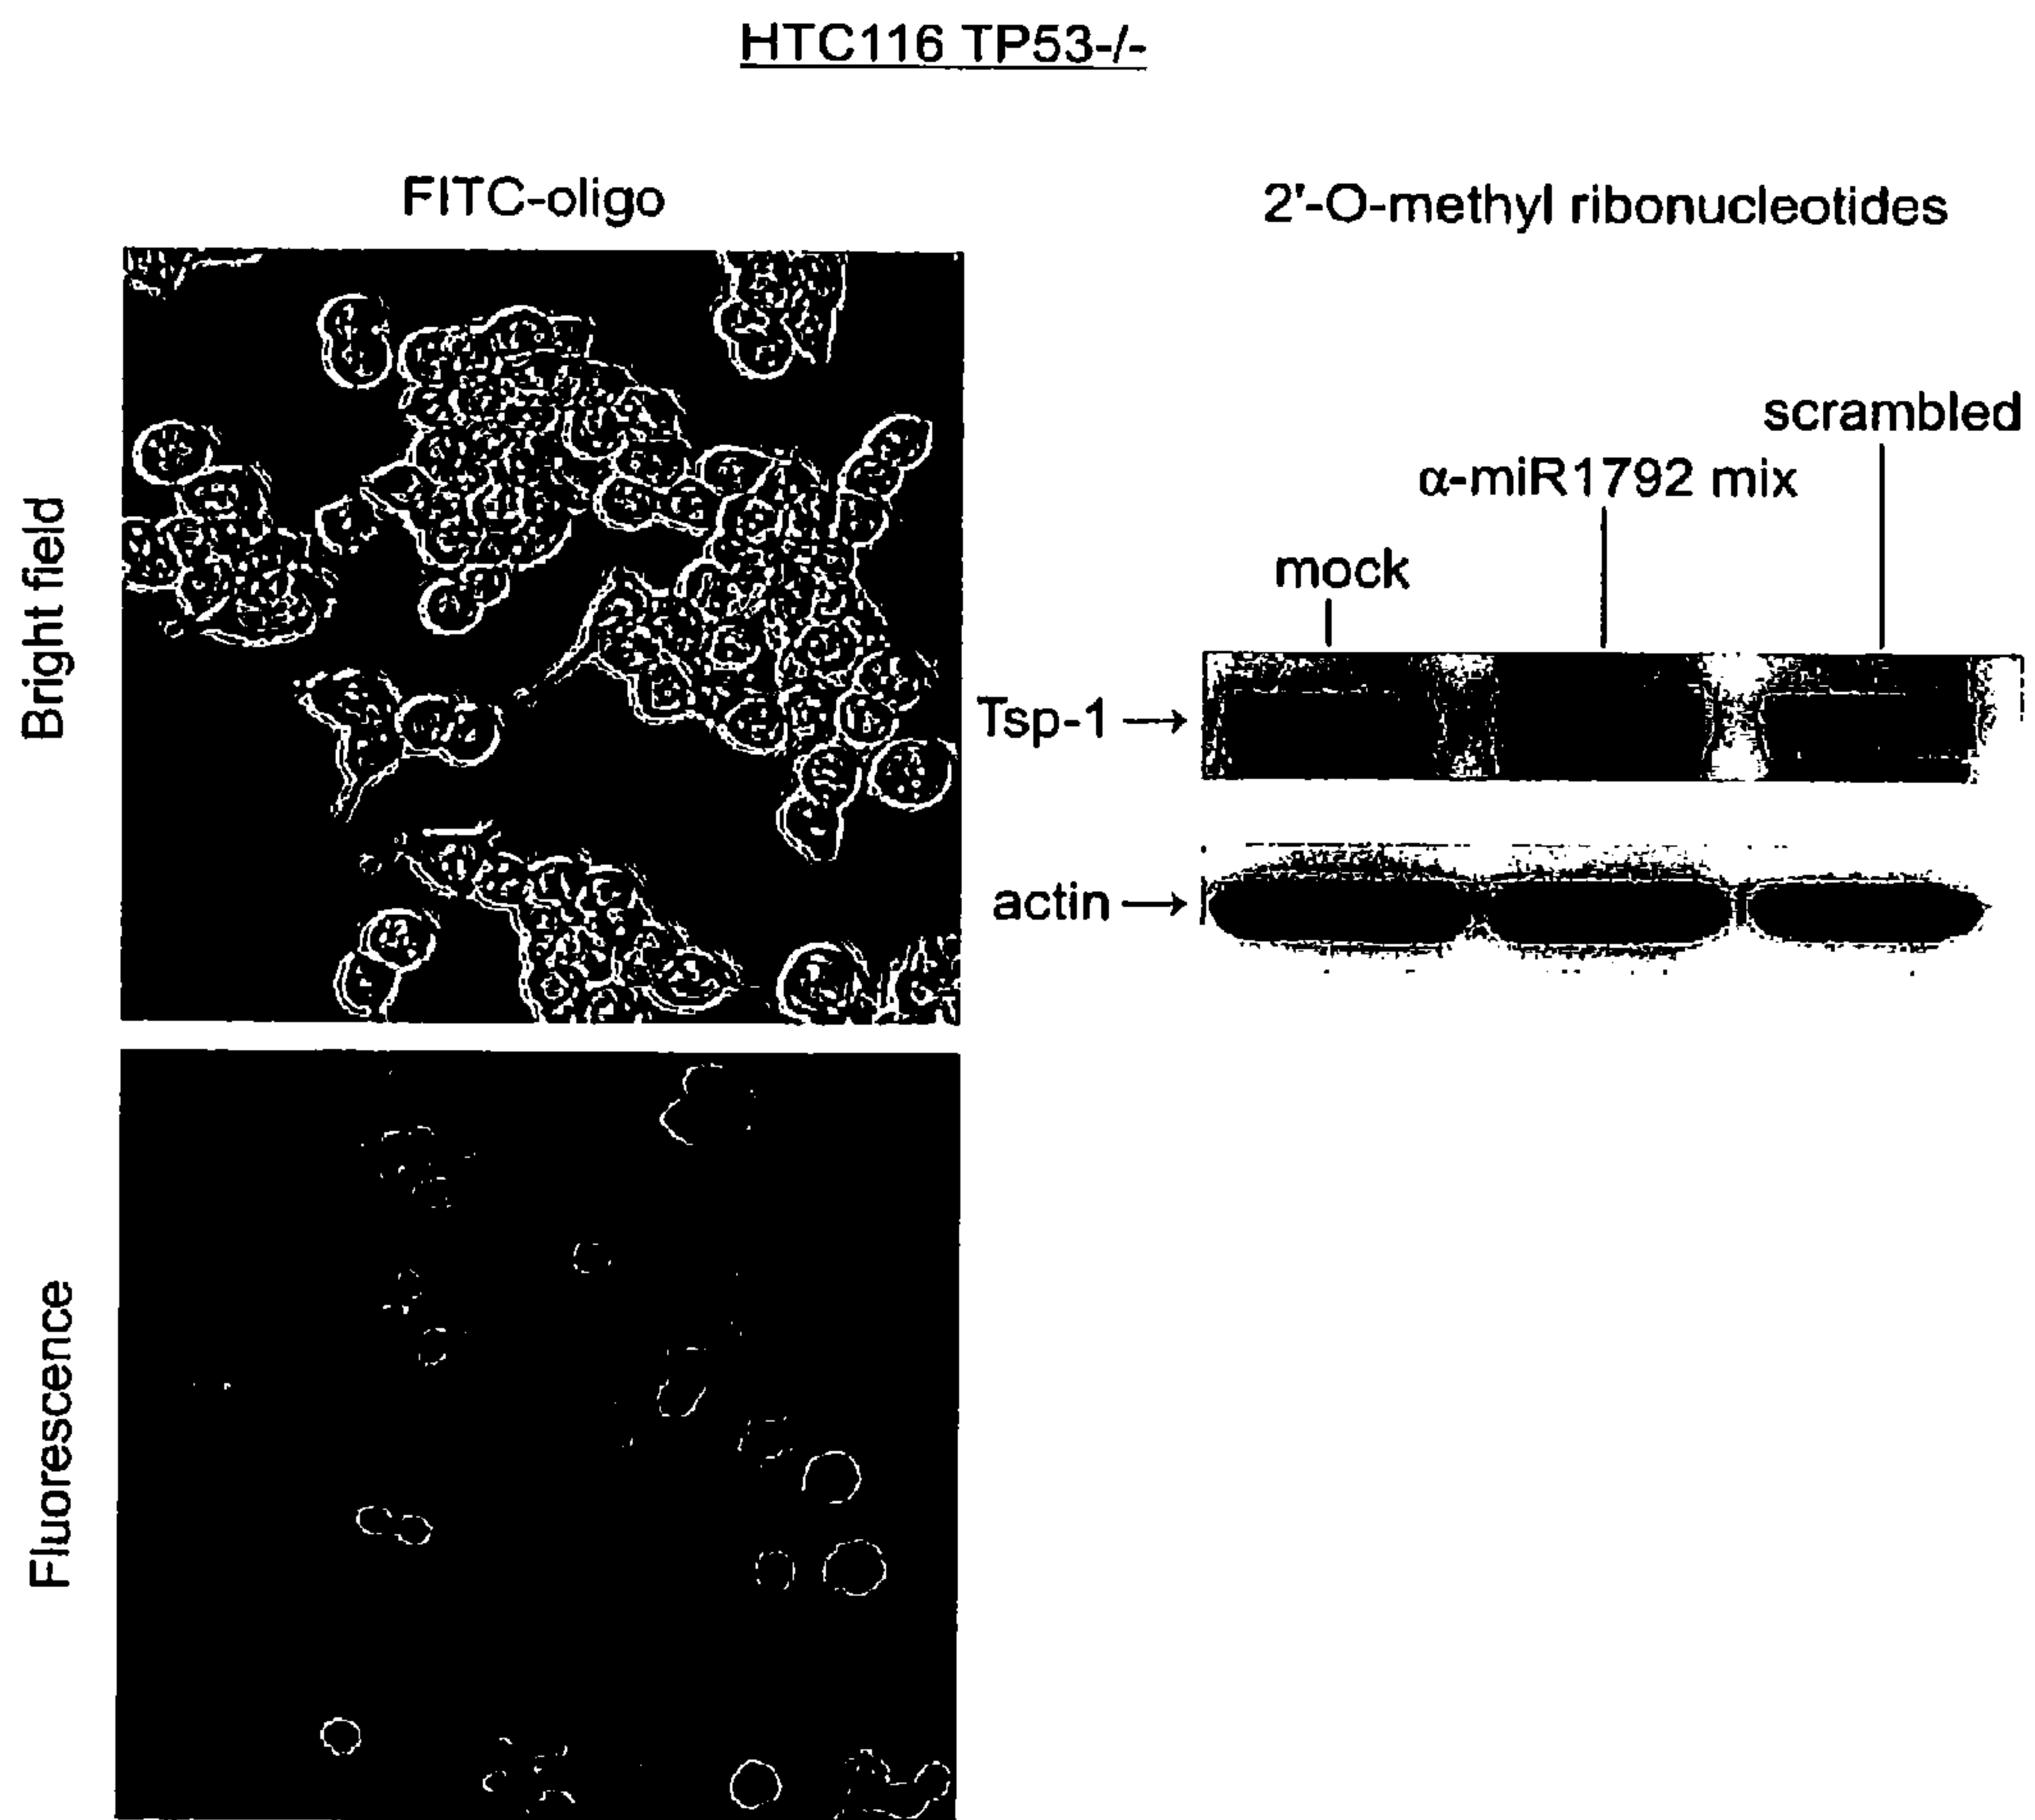 HTC116 TP53-/-
FITC-oligo
2'-O-methyl ribonucleotides
scrambled
α-miR1792 mix
mock
Bright field
Tsp-1
actin
Fluorescence